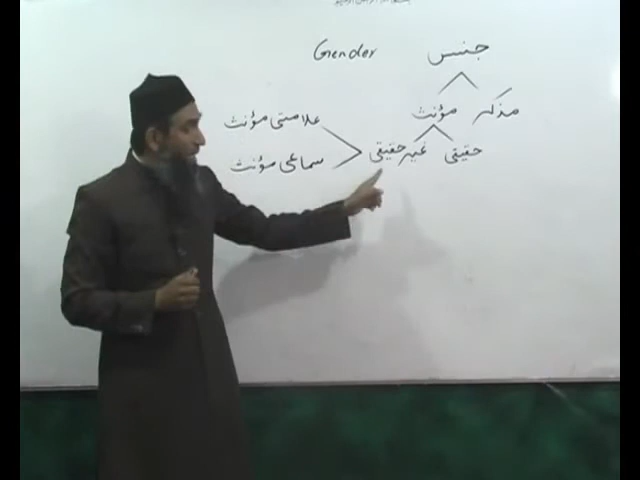 جنس Gender
مذکر مؤنث
حقیقی غیر حقیقی
علامتی مؤنث
سماعی مؤنث